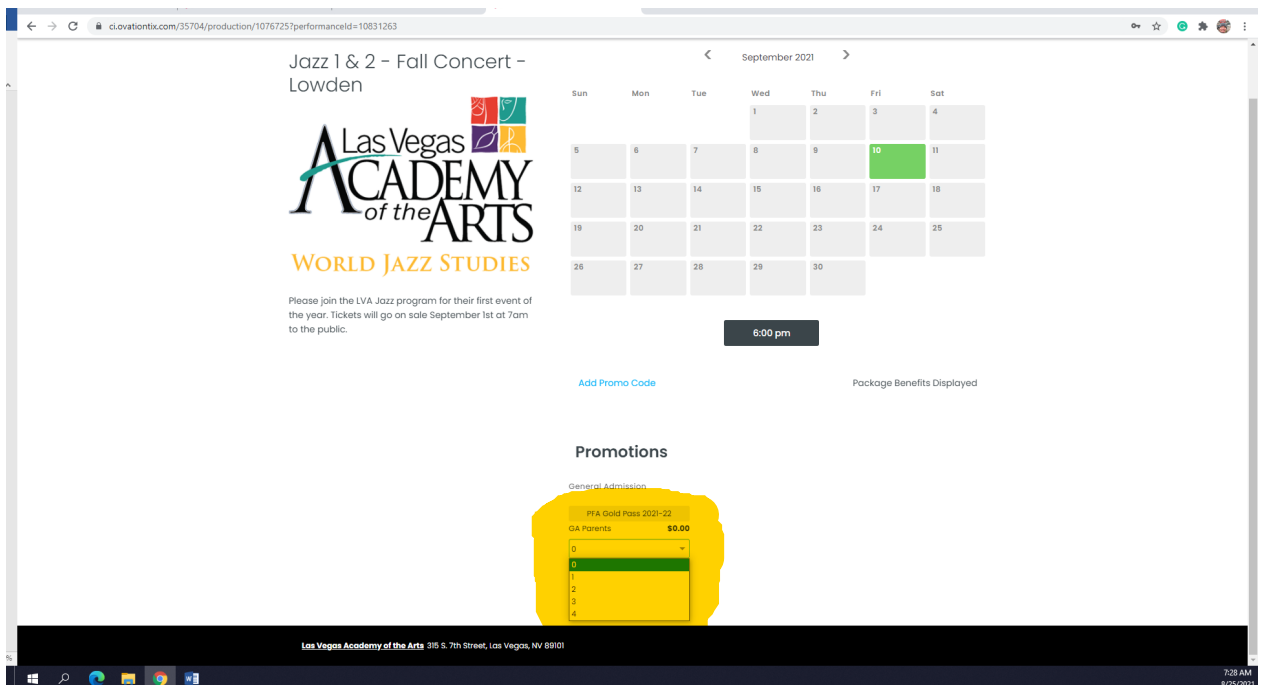 ci.ovationtix.com/35704/production/1076725?performanceId=10831263
Jazz 1 & 2 - Fall Concert -
Lowden
Las Vegas
ACADEMY
of the ARTS
WORLD JAZZ STUDIES
Please join the LVA Jazz program for their first event of
the year. Tickets will go on sale September 1st at 7am
to the public.
September 2021
Sun Mon Tue Wed Thu Fri Sat
1 2 3 4
5 6 7 8 9 10 11
12 13 14 15 16 17 18
19 20 21 22 23 24 25
26 27 28 29 30
6:00 pm
Add Promo Code Package Benefits Displayed
Promotions
General Admission
PFA Gold Pass 2021-22
GA Parents $0.00
0
0
1
2
3
4
Las Vegas Academy of the Arts 315 S. 7th Street, Las Vegas, NV 89101
%
7:28 AM
8/25/2021